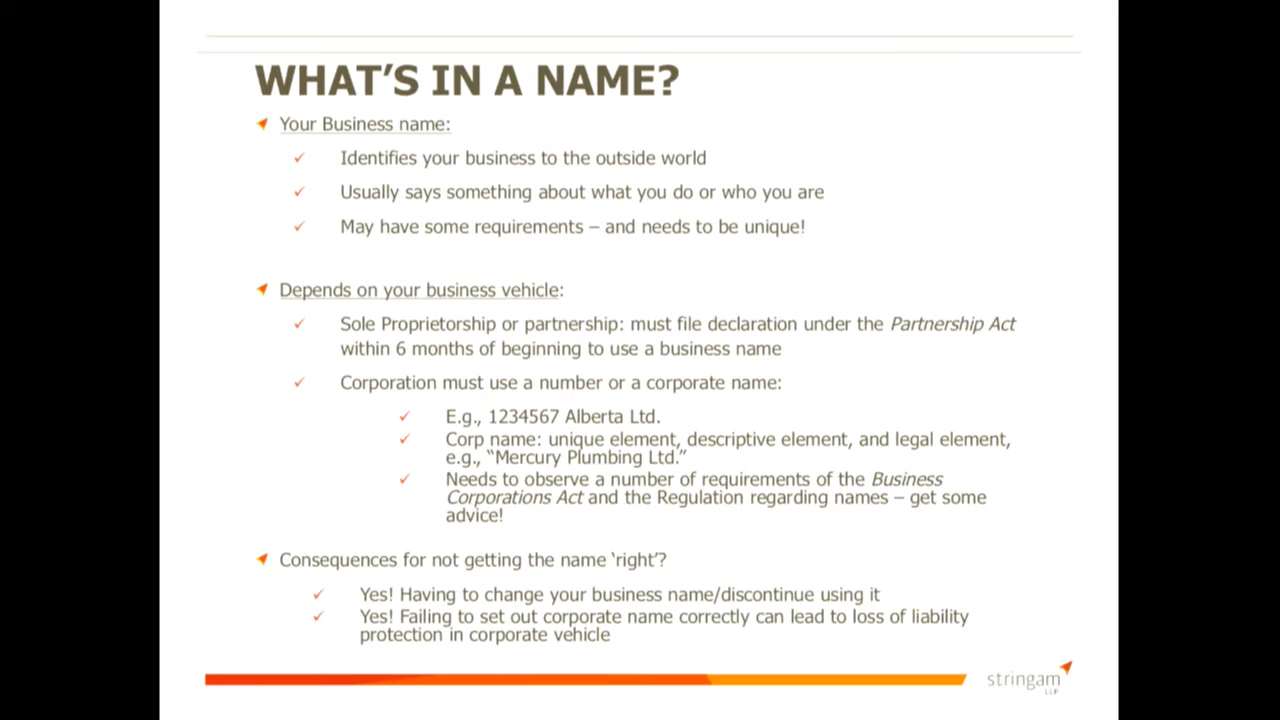 WHAT'S IN A NAME?
Your Business name:
Identifies your business to the outside world
Usually says something about what you do or who you are
May have some requirements – and needs to be unique!
Depends on your business vehicle:
Sole Proprietorship or partnership: must file declaration under the Partnership Act
within 6 months of beginning to use a business name
Corporation must use a number or a corporate name:
E.g., 1234567 Alberta Ltd.
Corp name: unique element, descriptive element, and legal element,
e.g., “Mercury Plumbing Ltd.”
Needs to observe a number of requirements of the Business
Corporations Act and the Regulation regarding names – get some
advice!
Consequences for not getting the name ‘right’?
Yes! Having to change your business name/discontinue using it
Yes! Failing to set out corporate name correctly can lead to loss of liability
protection in corporate vehicle
stringam
LLP